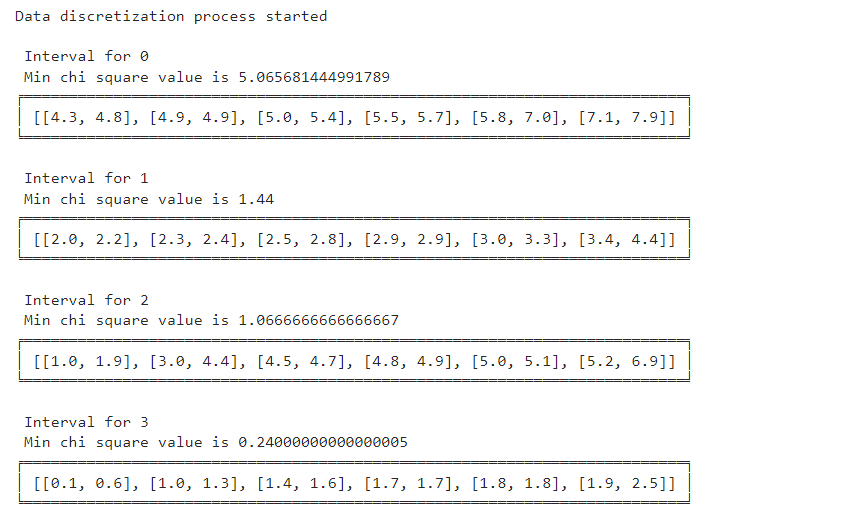 Data discretization process started
Interval for 0
Min chi square value is 5.065681444991789
[[4.3, 4.8], [4.9, 4.9], [5.0, 5.4], [5.5, 5.7], [5.8, 7.0], [7.1, 7.9]]
Interval for 1
Min chi square value is 1.44
[[2.0, 2.2], [2.3, 2.4], [2.5, 2.8], [2.9, 2.9], [3.0, 3.3], [3.4, 4.4]]
Interval for 2
Min chi square value is 1.0666666666666667
[[1.0, 1.9], [3.0, 4.4], [4.5, 4.7], [4.8, 4.9], [5.0, 5.1], [5.2, 6.9]]
Interval for 3
Min chi square value is 0.24000000000000005
[[0.1, 0.6], [1.0, 1.3], [1.4, 1.6], [1.7, 1.7], [1.8, 1.8], [1.9, 2.5]]